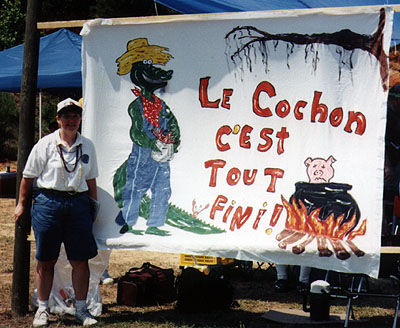 Le Cochon
c'est
Tout
Fini!